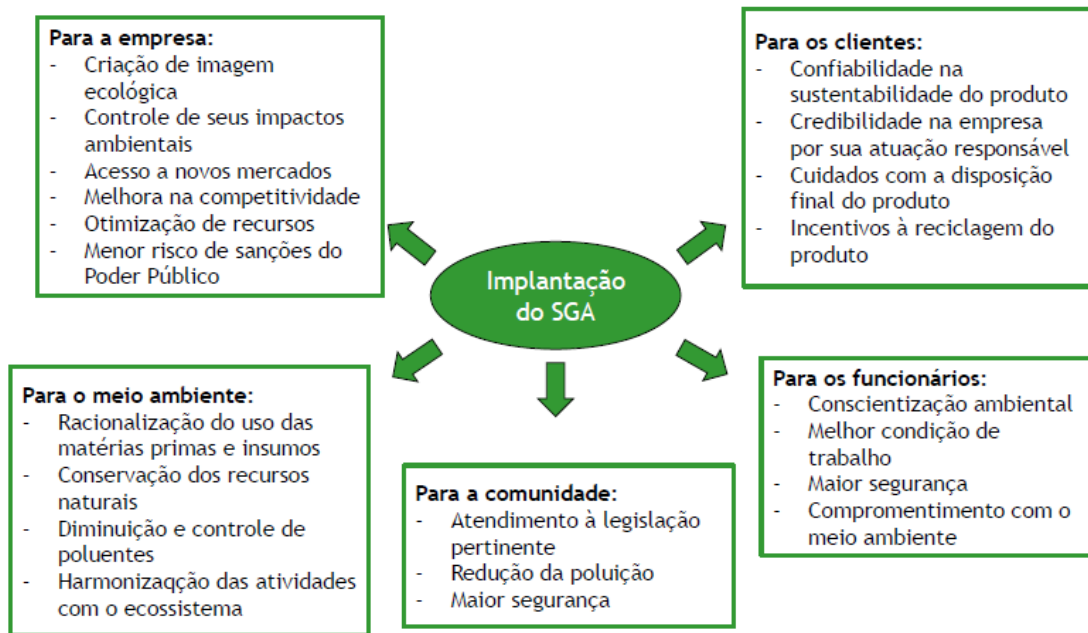 Para a empresa:
- Criação de imagem
ecológica
- Controle de seus impactos
ambientais
- Acesso a novos mercados
- Melhora na competitividade
- Otimização de recursos
- Menor risco de sanções do
Poder Público
Para os clientes:
- Confiabilidade na
sustentabilidade do produto
- Credibilidade na empresa
por sua atuação responsável
- Cuidados com a disposição
final do produto
- Incentivos à reciclagem do
produto
Implantação
do SGA
Para o meio ambiente:
- Racionalização do uso das
matérias primas e insumos
- Conservação dos recursos
naturais
- Diminuição e controle de
poluentes
- Harmonizaqção das atividades
com o ecossistema
Para a comunidade:
- Atendimento à legislação
pertinente
- Redução da poluição
- Maior segurança
Para os funcionários:
- Conscientização ambiental
- Melhor condição de
trabalho
- Maior segurança
- Compromentimento com o
meio ambiente